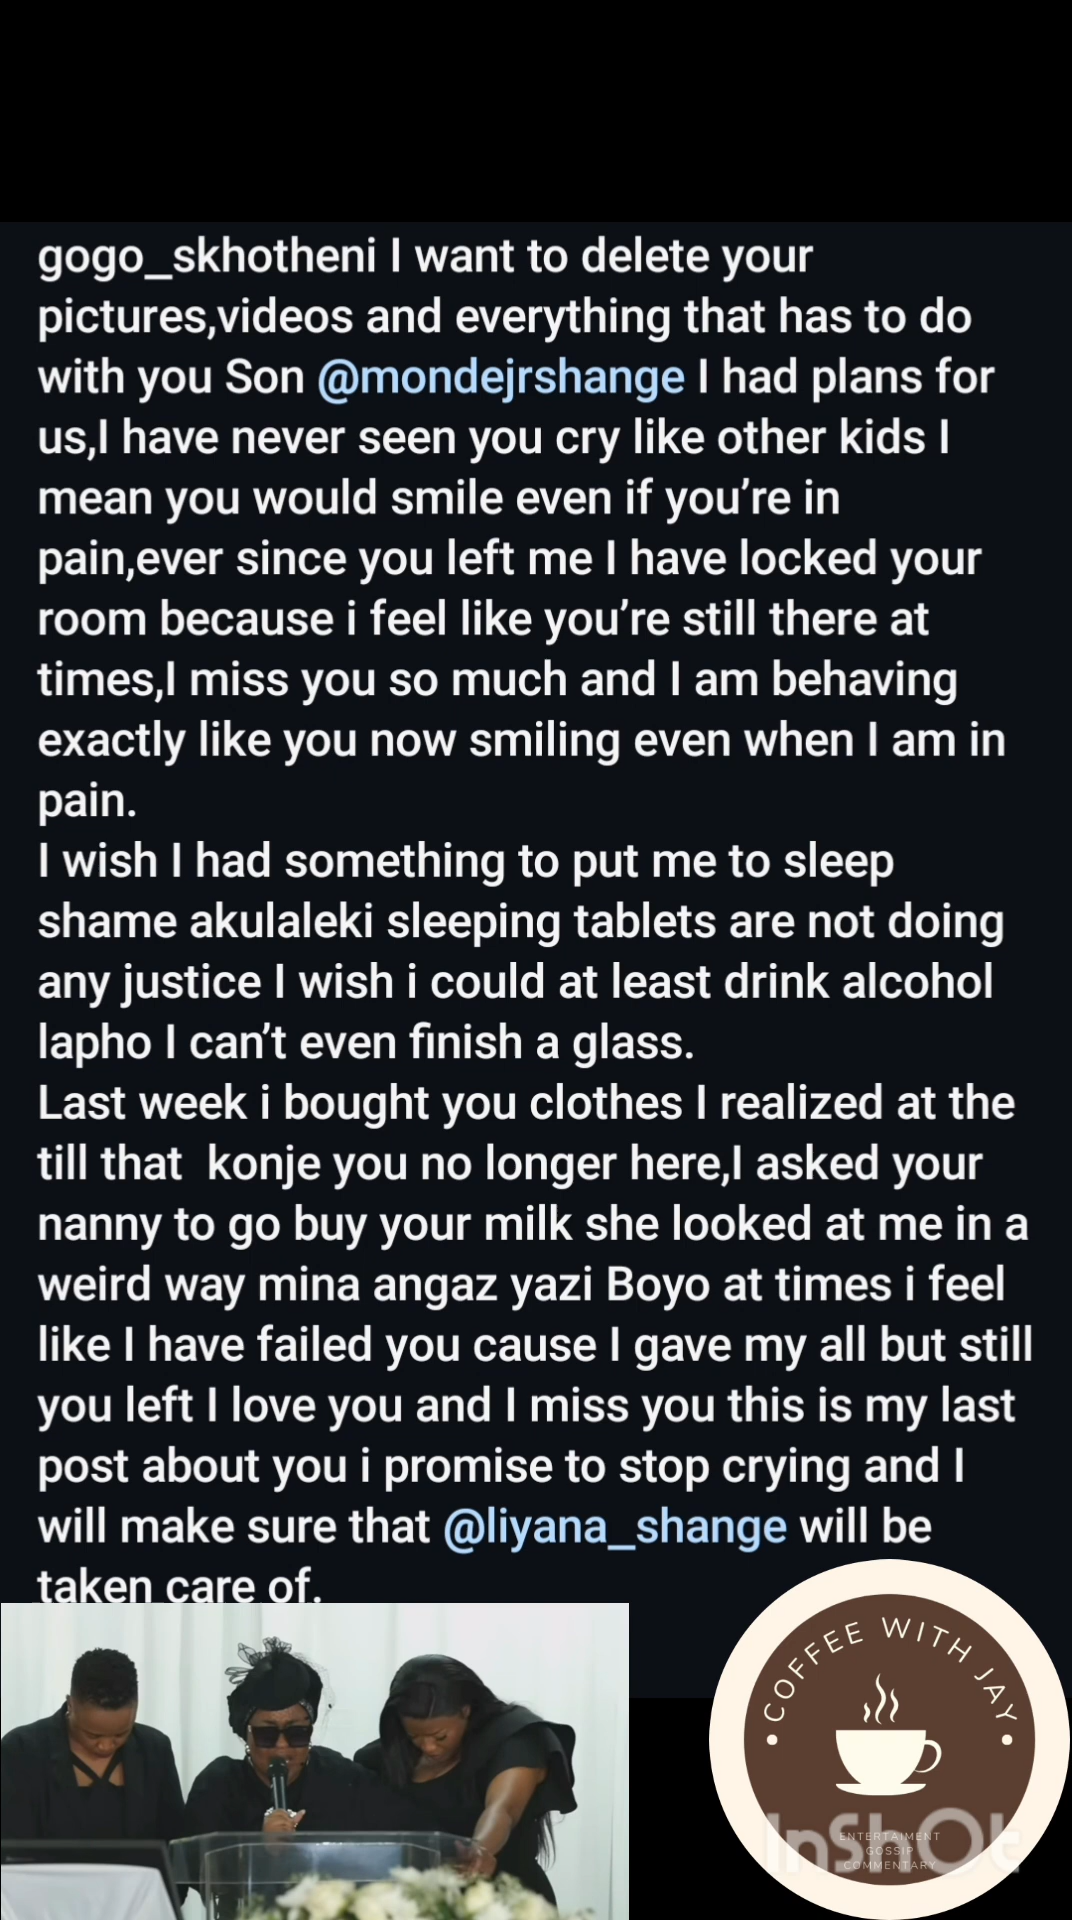 gogo_skhotheni I want to delete your
pictures,videos and everything that has to do
with you Son @mondejrshange I had plans for
us,I have never seen you cry like other kids I
mean you would smile even if you're in
pain,ever since you left me I have locked your
room because i feel like you're still there at
times,I miss you so much and I am behaving
exactly like you now smiling even when I am in
pain.
I wish I had something to put me to sleep
shame akulaleki sleeping tablets are not doing
any justice I wish i could at least drink alcohol
lapho I can't even finish a glass.
Last week i bought you clothes I realized at the
till that  konje you no longer here,I asked your
nanny to go buy your milk she looked at me in a
weird way mina angaz yazi Boyo at times i feel
like I have failed you cause I gave my all but still
you left I love you and I miss you this is my last
post about you i promise to stop crying and I
will make sure that @liyana_shange will be
taken care of.
COFFEE WITH JAY
InShOt
ENTERTAIMENT
GOSSIP
COMMENTARY